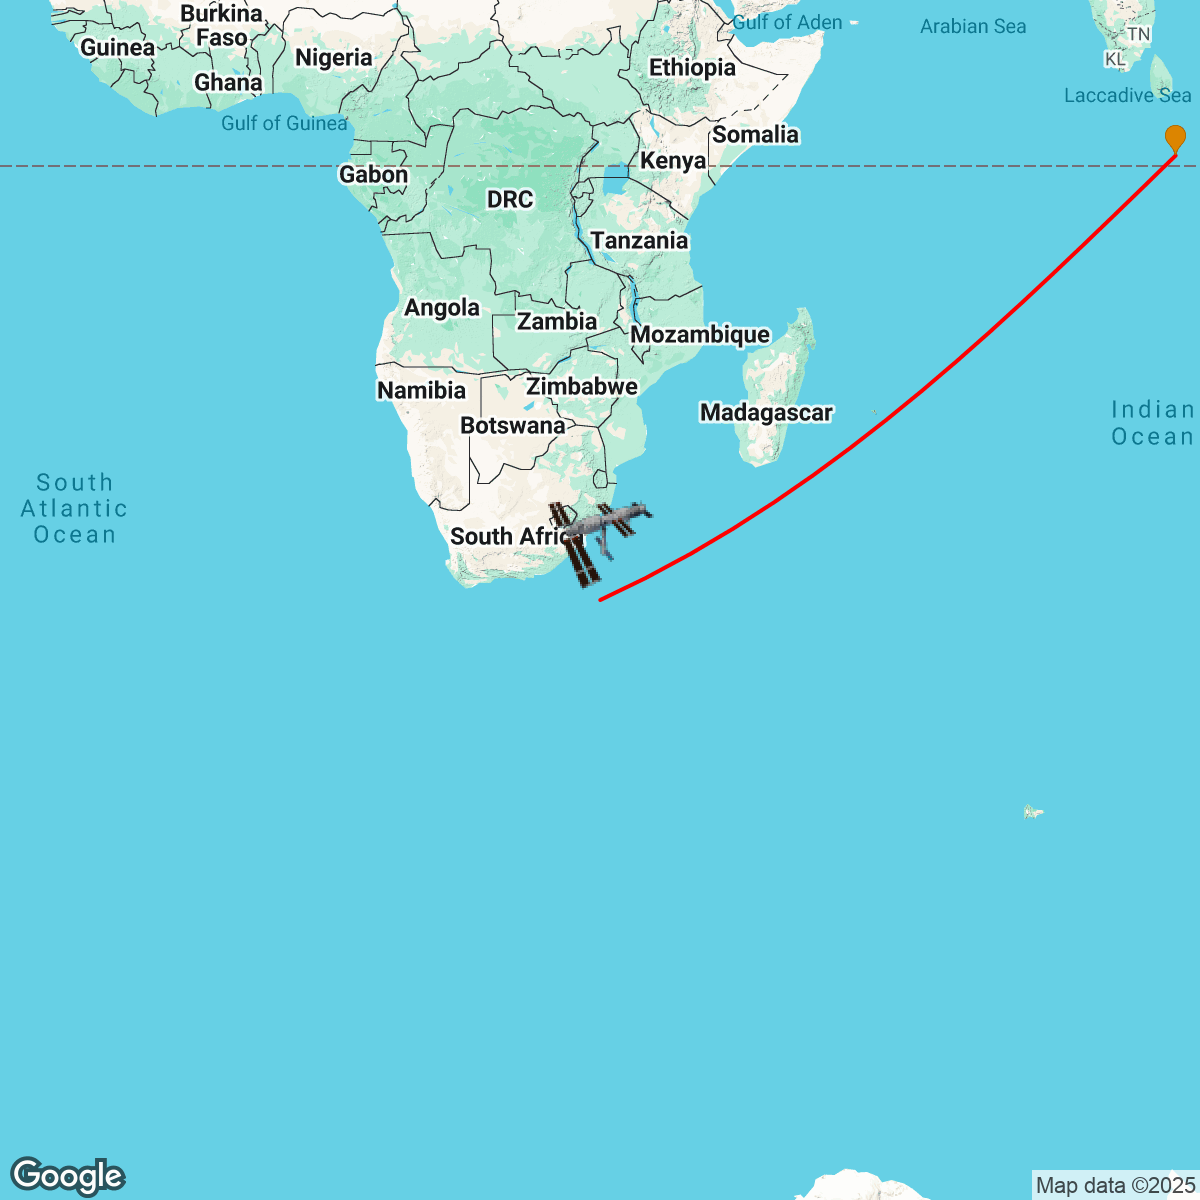 Burkina
Faso
Gulf of Aden
Arabian Sea
TN
Guinea
Nigeria
KL
Ethiopia
Ghana
Laccadive Sea
Gulf of Guinea
Somalia
Kenya
Gabon
DRC
Tanzania
Angola
Zambia
Mozambique
Namibia
Zimbabwe
Madagascar
Botswana
Indian
Ocean
South
Atlantic
Ocean
South Afric
Google
Map data ©2025